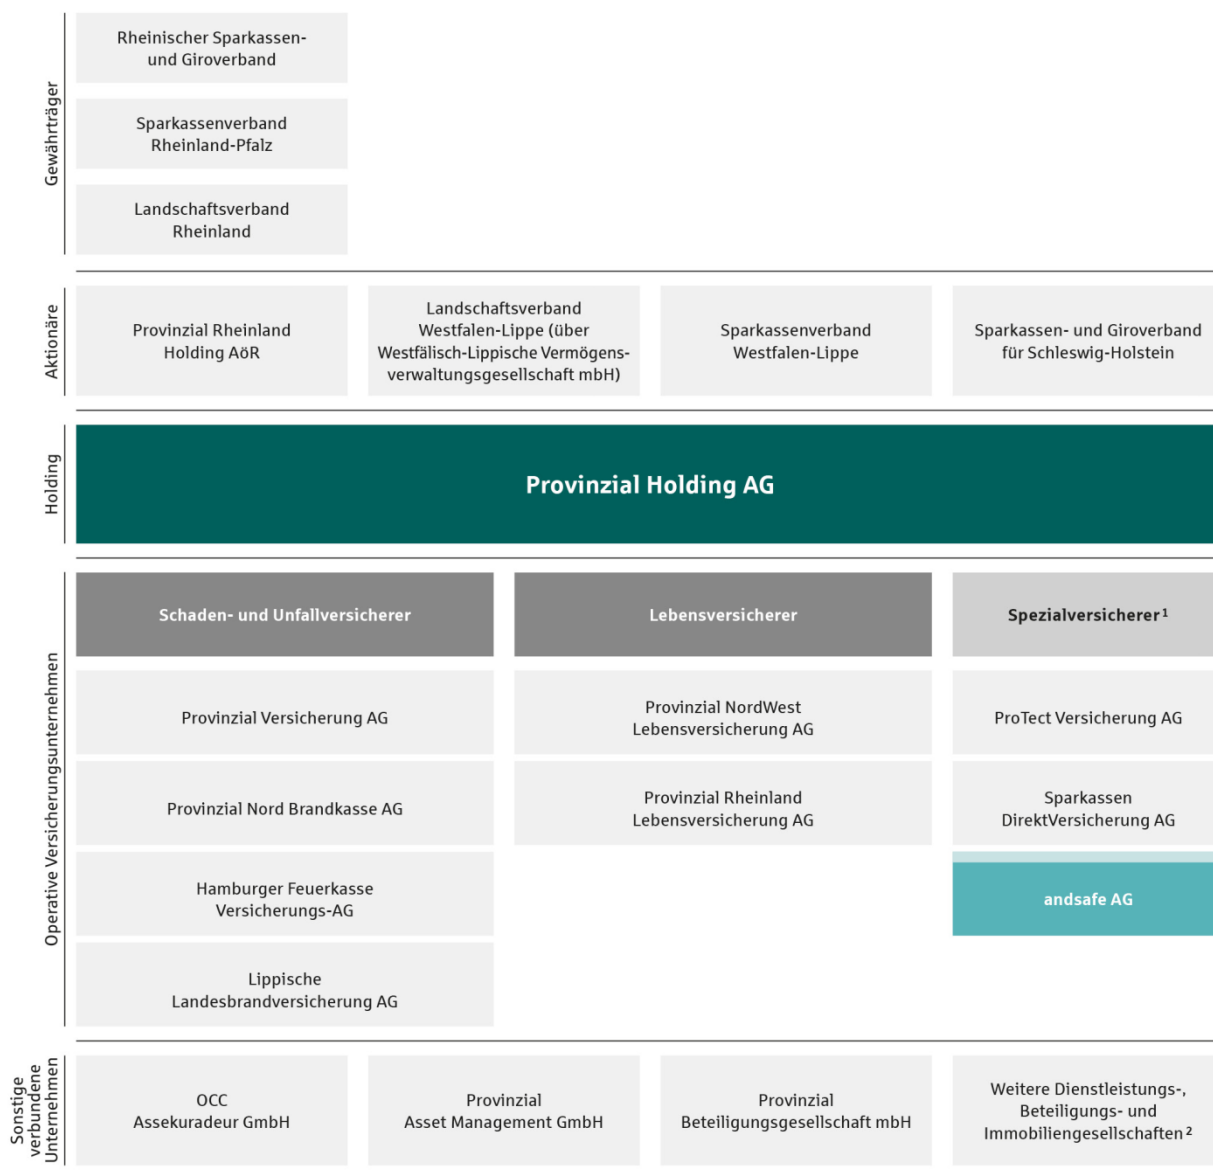 Gewährträger
Rheinischer Sparkassen-
und Giroverband
Sparkassenverband
Rheinland-Pfalz
Landschaftsverband
Rheinland
Aktionäre
Provinzial Rheinland
Holding AöR
Landschaftsverband
Westfalen-Lippe (über
Westfälisch-Lippische Vermögens-
verwaltungsgesellschaft mbH)
Sparkassenverband
Westfalen-Lippe
Sparkassen- und Giroverband
für Schleswig-Holstein
Holding
Provinzial Holding AG
Operative Versicherungsunternehmen
Schaden- und Unfallversicherer
Provinzial Versicherung AG
Provinzial Nord Brandkasse AG
Hamburger Feuerkasse
Versicherungs-AG
Lippische
Landesbrandversicherung AG
Lebensversicherer
Provinzial NordWest
Lebensversicherung AG
Provinzial Rheinland
Lebensversicherung AG
Spezialversicherer¹
ProTect Versicherung AG
Sparkassen
DirektVersicherung AG
andsafe AG
Sonstige
verbundene
Unternehmen
OCC
Assekuradeur GmbH
Provinzial
Asset Management GmbH
Provinzial
Beteiligungsgesellschaft mbH
Weitere Dienstleistungs-,
Beteiligungs- und
Immobiliengesellschaften²